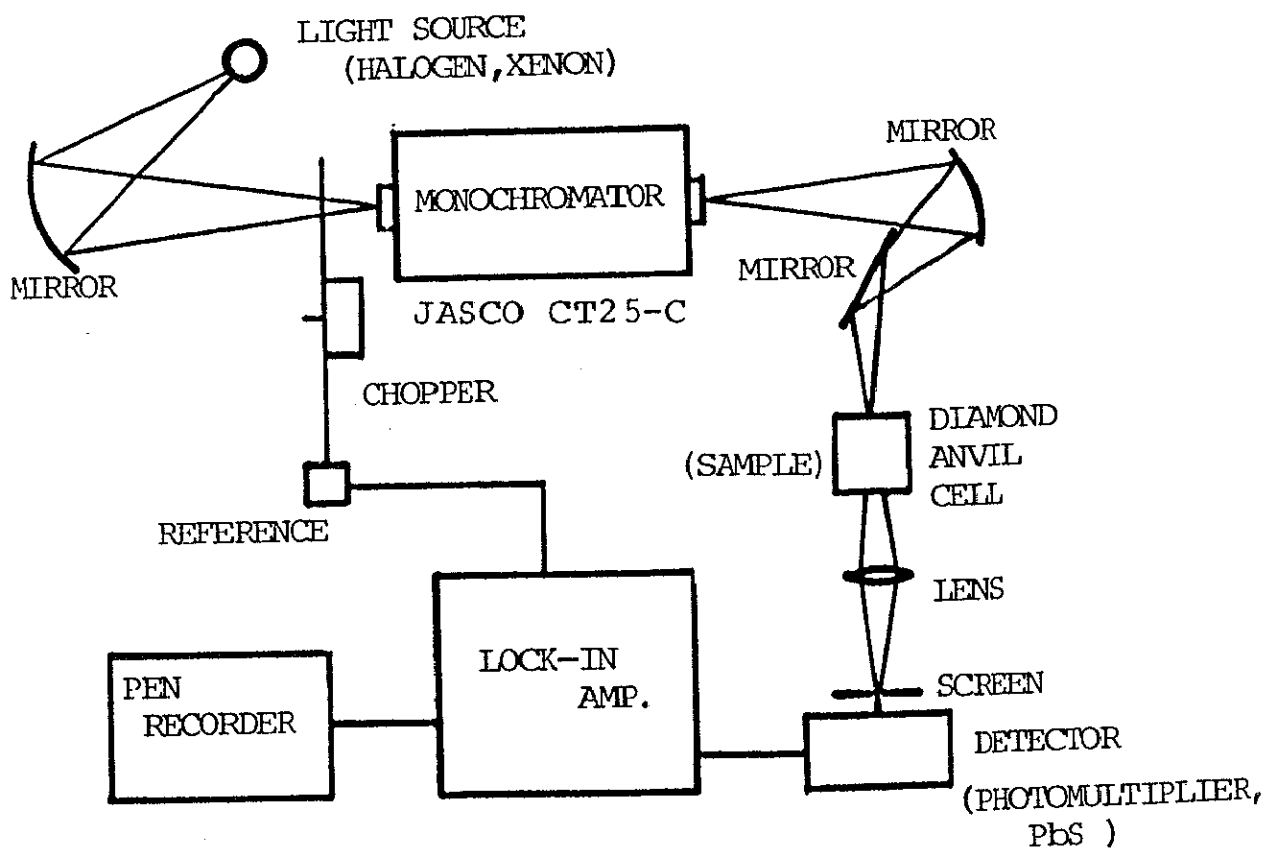 LIGHT SOURCE
(HALOGEN,XENON)
MIRROR
MONOCHROMATOR
MIRROR
MIRROR
JASCO CT25-C
CHOPPER
(SAMPLE)
DIAMOND
ANVIL
CELL
REFERENCE
LENS
LOCK-IN
AMP.
PEN
RECORDER
SCREEN
DETECTOR
(PHOTOMULTIPLIER,
PbS )